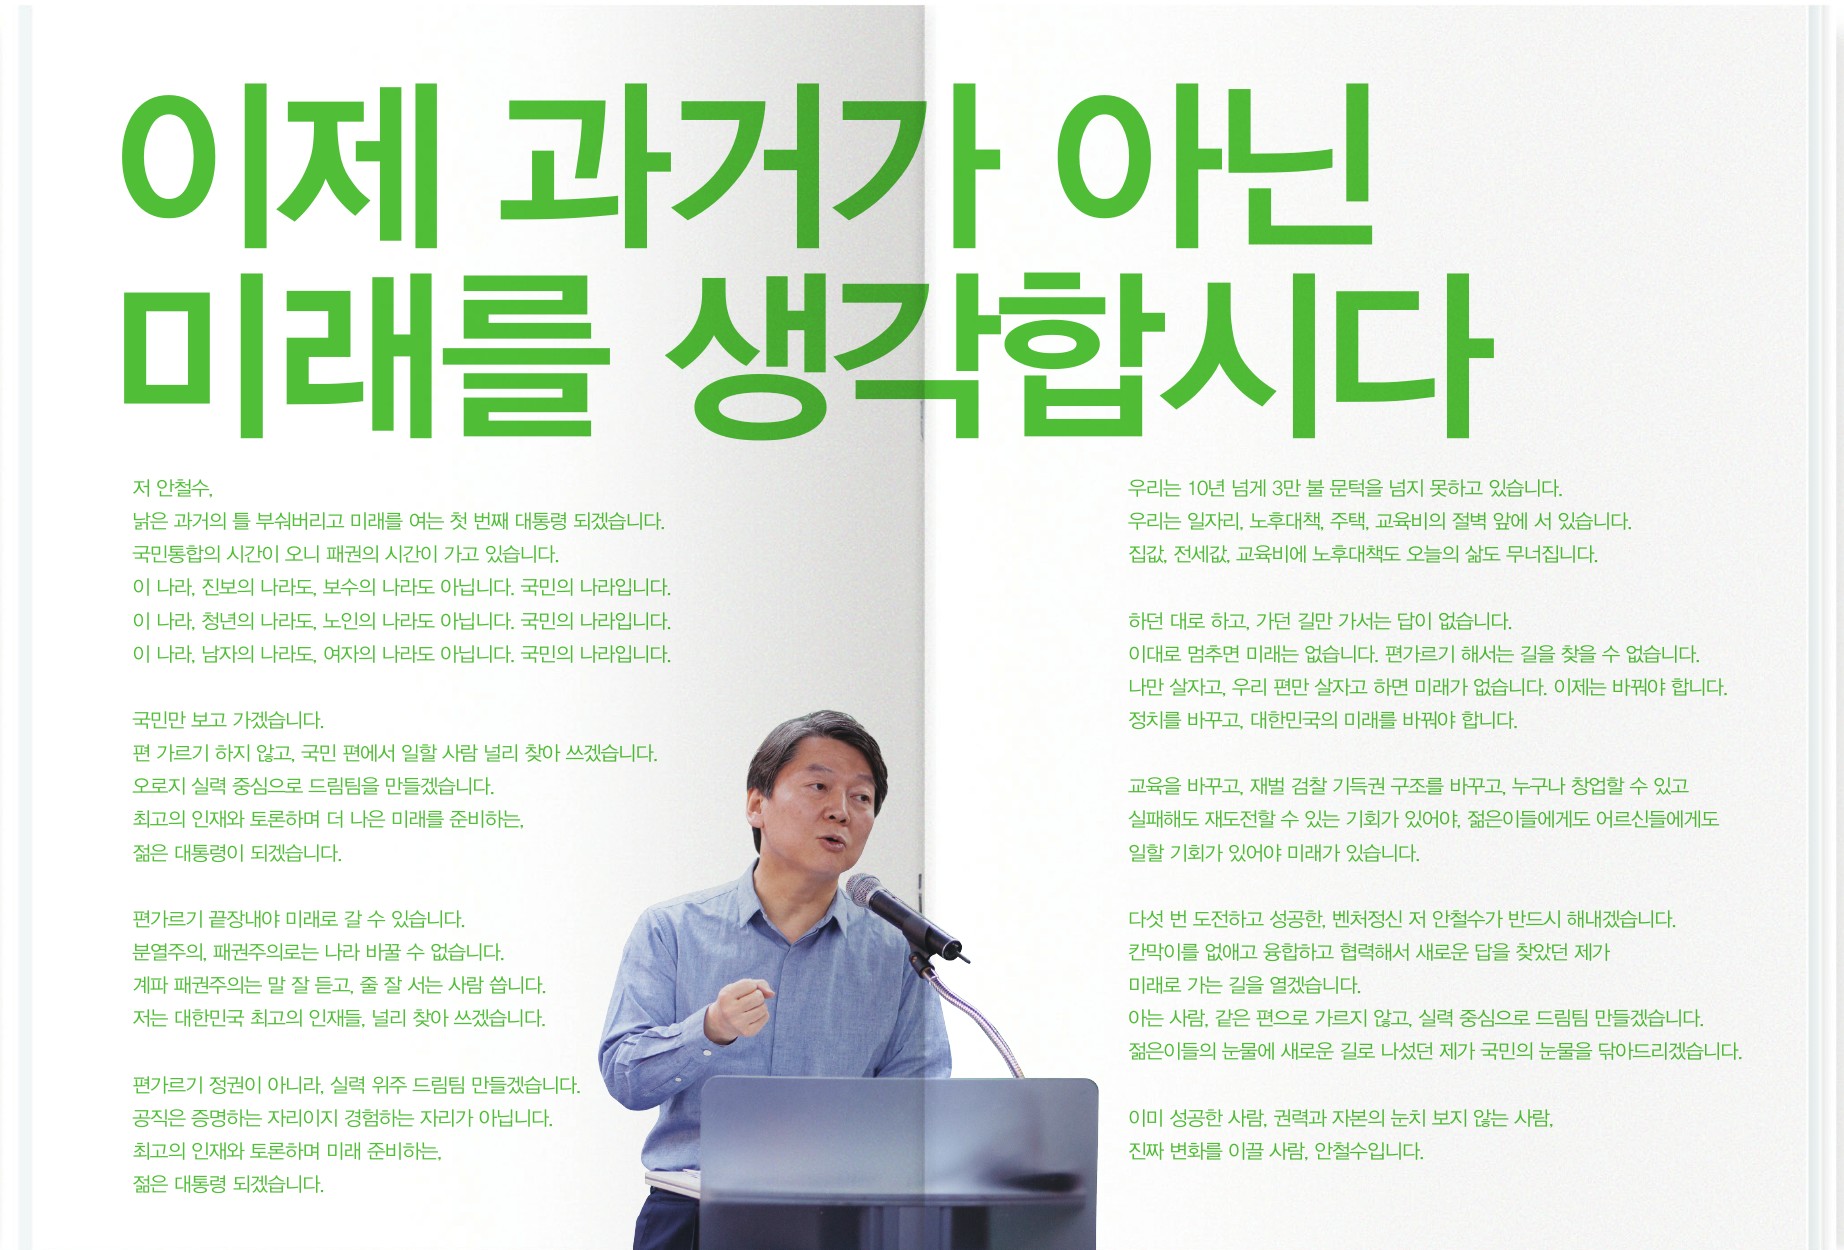 이제 과거가 아닌
미래를 생각합시다
저 안철수,
낡은 과거의 틀 부숴버리고 미래를 여는 첫 번째 대통령 되겠습니다.
국민통합의 시간이 오니 패권의 시간이 가고 있습니다.
이 나라, 진보의 나라도, 보수의 나라도 아닙니다. 국민의 나라입니다.
이 나라, 청년의 나라도, 노인의 나라도 아닙니다. 국민의 나라입니다.
이 나라, 남자의 나라도, 여자의 나라도 아닙니다. 국민의 나라입니다.
국민만 보고 가겠습니다.
편 가르기 하지 않고, 국민 편에서 일할 사람 널리 찾아 쓰겠습니다.
오로지 실력 중심으로 드림팀을 만들겠습니다.
최고의 인재와 토론하며 더 나은 미래를 준비하는,
젊은 대통령이 되겠습니다.
편가르기 끝장내야 미래로 갈 수 있습니다.
분열주의, 패권주의로는 나라 바꿀 수 없습니다.
계파 패권주의는 말 잘 듣고, 줄 잘 서는 사람 씁니다.
저는 대한민국 최고의 인재들, 널리 찾아 쓰겠습니다.
편가르기 정권이 아니라, 실력 위주 드림팀 만들겠습니다.
공직은 증명하는 자리이지 경험하는 자리가 아닙니다.
최고의 인재와 토론하며 미래 준비하는,
젊은 대통령 되겠습니다.
우리는 10년 넘게 3만 불 문턱을 넘지 못하고 있습니다.
우리는 일자리, 노후대책, 주택, 교육비의 절벽 앞에 서 있습니다.
집값, 전세값, 교육비에 노후대책도 오늘의 삶도 무너집니다.
하던 대로 하고, 가던 길만 가서는 답이 없습니다.
이대로 멈추면 미래는 없습니다. 편가르기 해서는 길을 찾을 수 없습니다.
나만 살자고, 우리 편만 살자고 하면 미래가 없습니다. 이제는 바꿔야 합니다.
정치를 바꾸고, 대한민국의 미래를 바꿔야 합니다.
교육을 바꾸고, 재벌 검찰 기득권 구조를 바꾸고, 누구나 창업할 수 있고
실패해도 재도전할 수 있는 기회가 있어야, 젊은이들에게도 어르신들에게도
일할 기회가 있어야 미래가 있습니다.
다섯 번 도전하고 성공한, 벤처정신 저 안철수가 반드시 해내겠습니다.
칸막이를 없애고 융합하고 협력해서 새로운 답을 찾았던 제가
미래로 가는 길을 열겠습니다.
아는 사람, 같은 편으로 가르지 않고, 실력 중심으로 드림팀 만들겠습니다.
젊은이들의 눈물에 새로운 길로 나섰던 제가 국민의 눈물을 닦아드리겠습니다.
이미 성공한 사람, 권력과 자본의 눈치 보지 않는 사람,
진짜 변화를 이끌 사람, 안철수입니다.